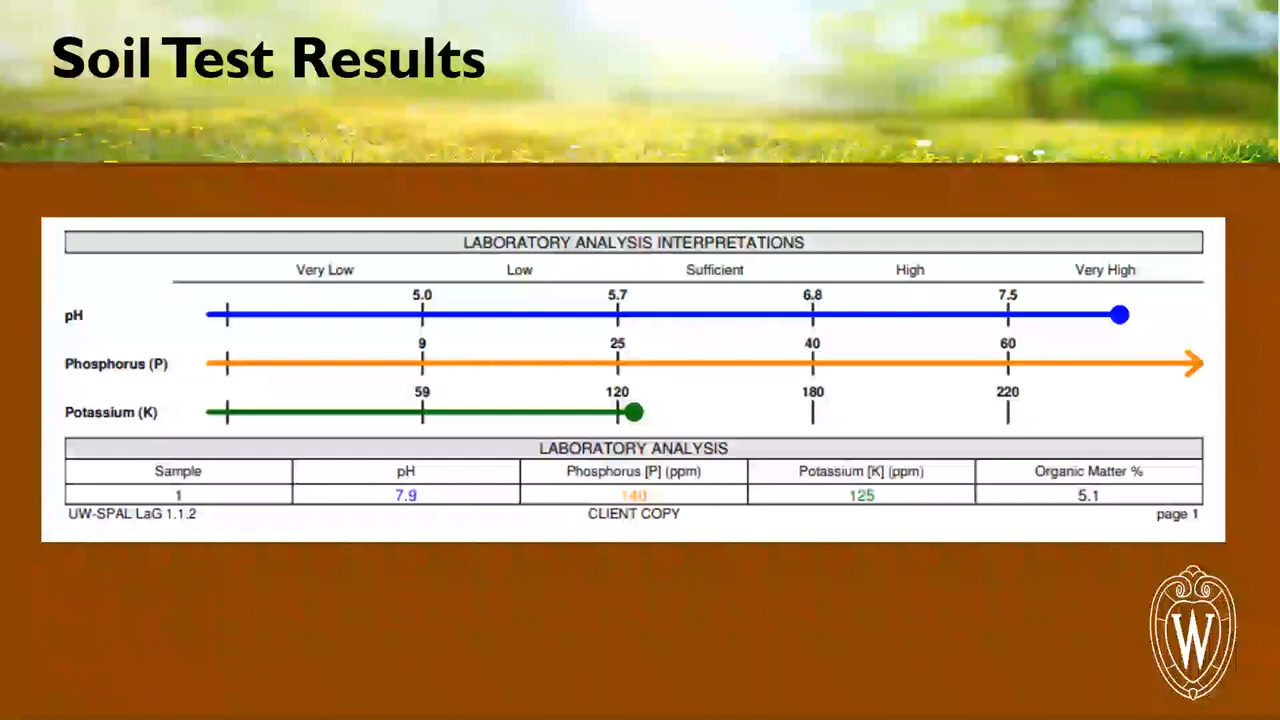 Soil Test Results
LABORATORY ANALYSIS INTERPRETATIONS
Very Low Low Sufficient High Very High
5.0 5.7 6.8 7.5
pH
9 25 40 60
Phosphorus (P)
59 120 180 220
Potassium (K)
LABORATORY ANALYSIS
Sample pH Phosphorus [P] (ppm) Potassium [K] (ppm) Organic Matter %
1 7.9 140 125 5.1
UW-SPAL LaG 1.1.2 CLIENT COPY page 1
W